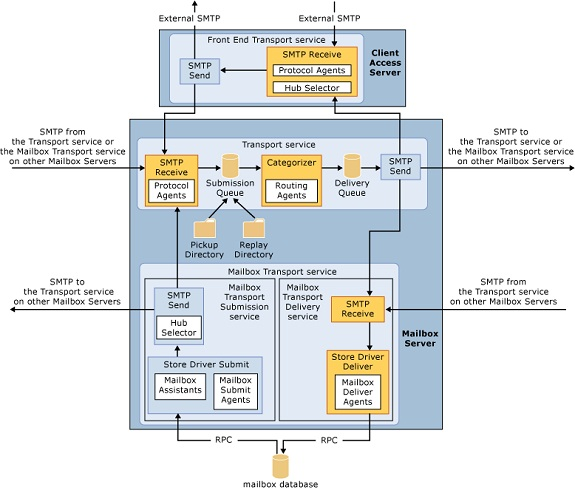 External SMTP
External SMTP
Front End Transport service
SMTP
Send
SMTP Receive
Protocol Agents
Hub Selector
Client
Access
Server
SMTP from
the Transport service or
the Mailbox Transport service
on other Mailbox Servers
Transport service
SMTP
Receive
Protocol
Agents
Submission
Queue
Categorizer
Routing
Agents
Delivery
Queue
SMTP
Send
SMTP to
the Transport service or
the Mailbox Transport service
on other Mailbox Servers
Pickup
Directory
Replay
Directory
Mailbox Transport service
SMTP to
the Transport service
on other Mailbox Servers
SMTP
Send
Hub
Selector
Mailbox
Transport
Submission
service
Mailbox
Transport
Delivery
service
SMTP
Receive
SMTP from
the Transport service
on other Mailbox Servers
Mailbox
Server
Store Driver Submit
Mailbox
Assistants
Mailbox
Submit
Agents
Store Driver
Deliver
Mailbox
Deliver
Agents
RPC
RPC
mailbox database